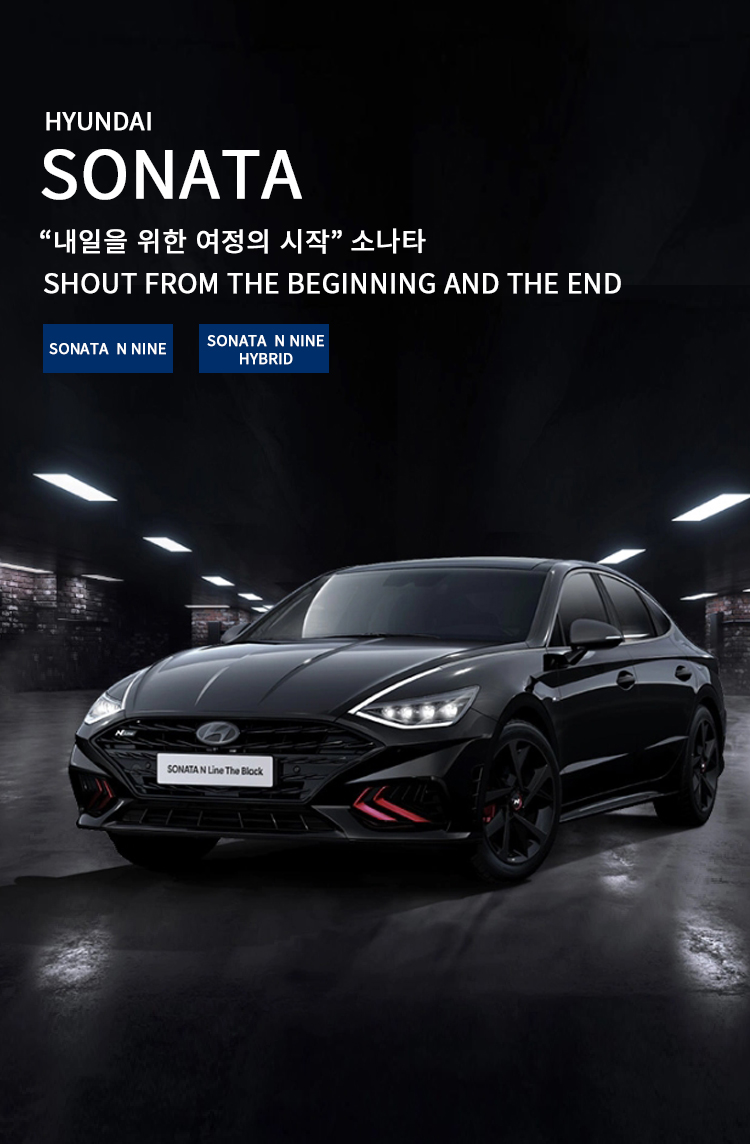 HYUNDAI
SONATA
“내일을 위한 여정의 시작” 소나타
SHOUT FROM THE BEGINNING AND THE END
SONATA N NINE
SONATA N NINE
HYBRID
N
SONATA N Line The Black
N